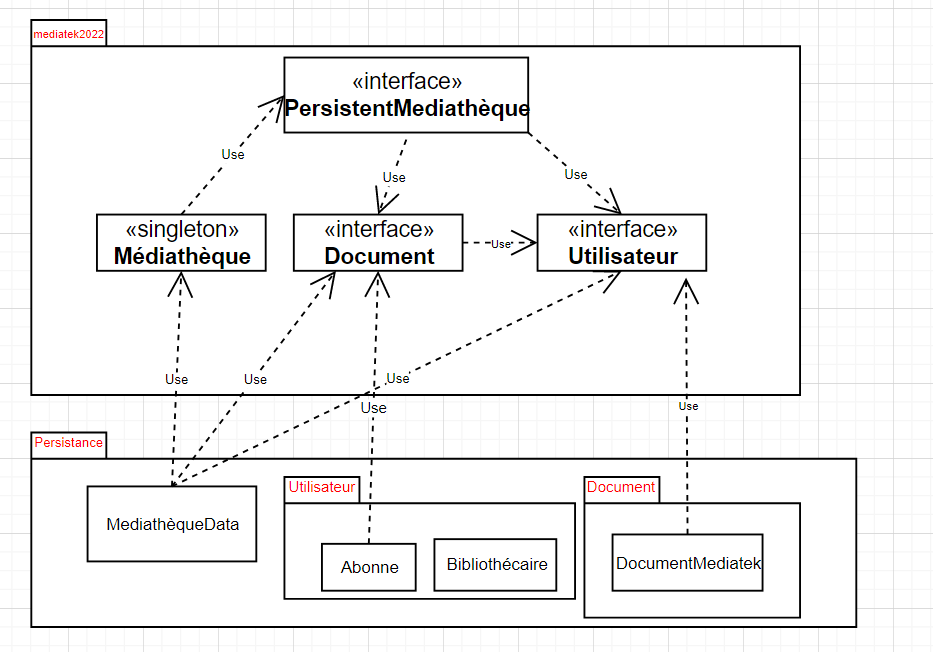 mediatek2022
«interface»
PersistentMediathèque
Use
Use
Use
«singleton»
Médiathèque
«interface»
Document
Use
«interface»
Utilisateur
Use
Use
Use
Use
Use
Persistance
MediathèqueData
Utilisateur
Abonne
Bibliothécaire
Document
DocumentMediatek